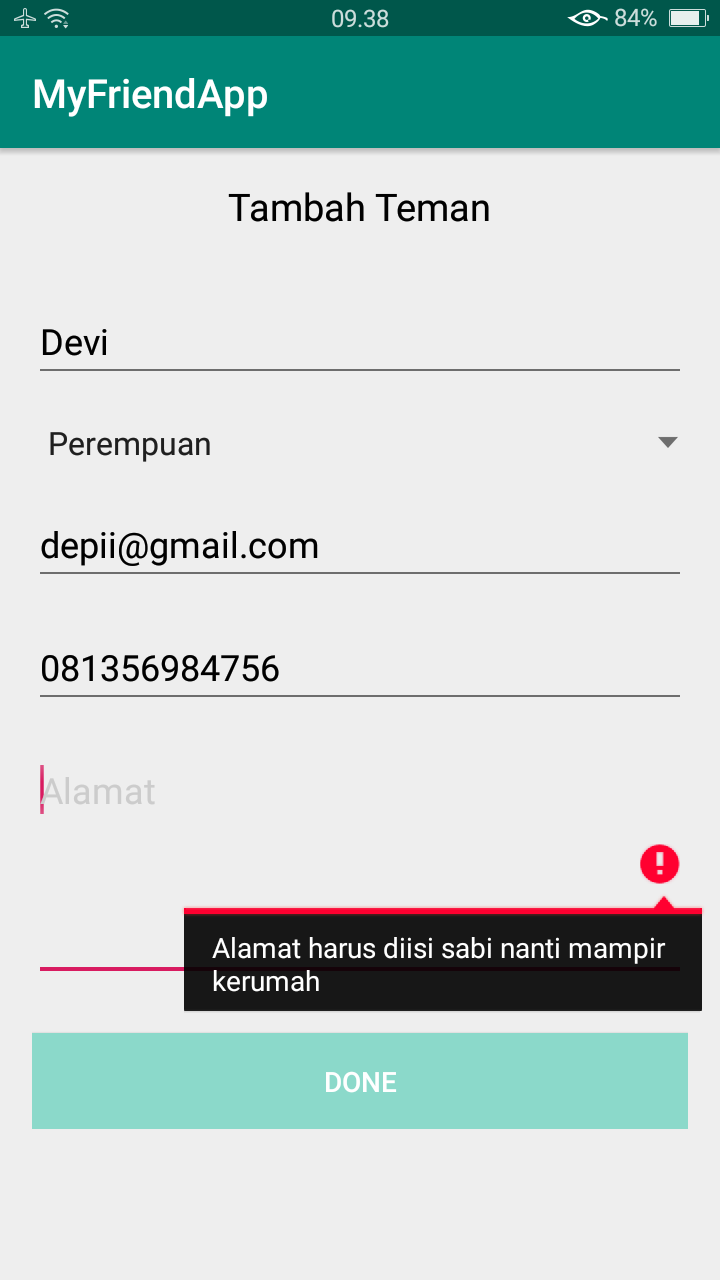 09.38
84%
MyFriendApp
Tambah Teman
Devi
Perempuan
depii@gmail.com
081356984756
Alamat
Alamat harus diisi sabi nanti mampir
kerumah
DONE